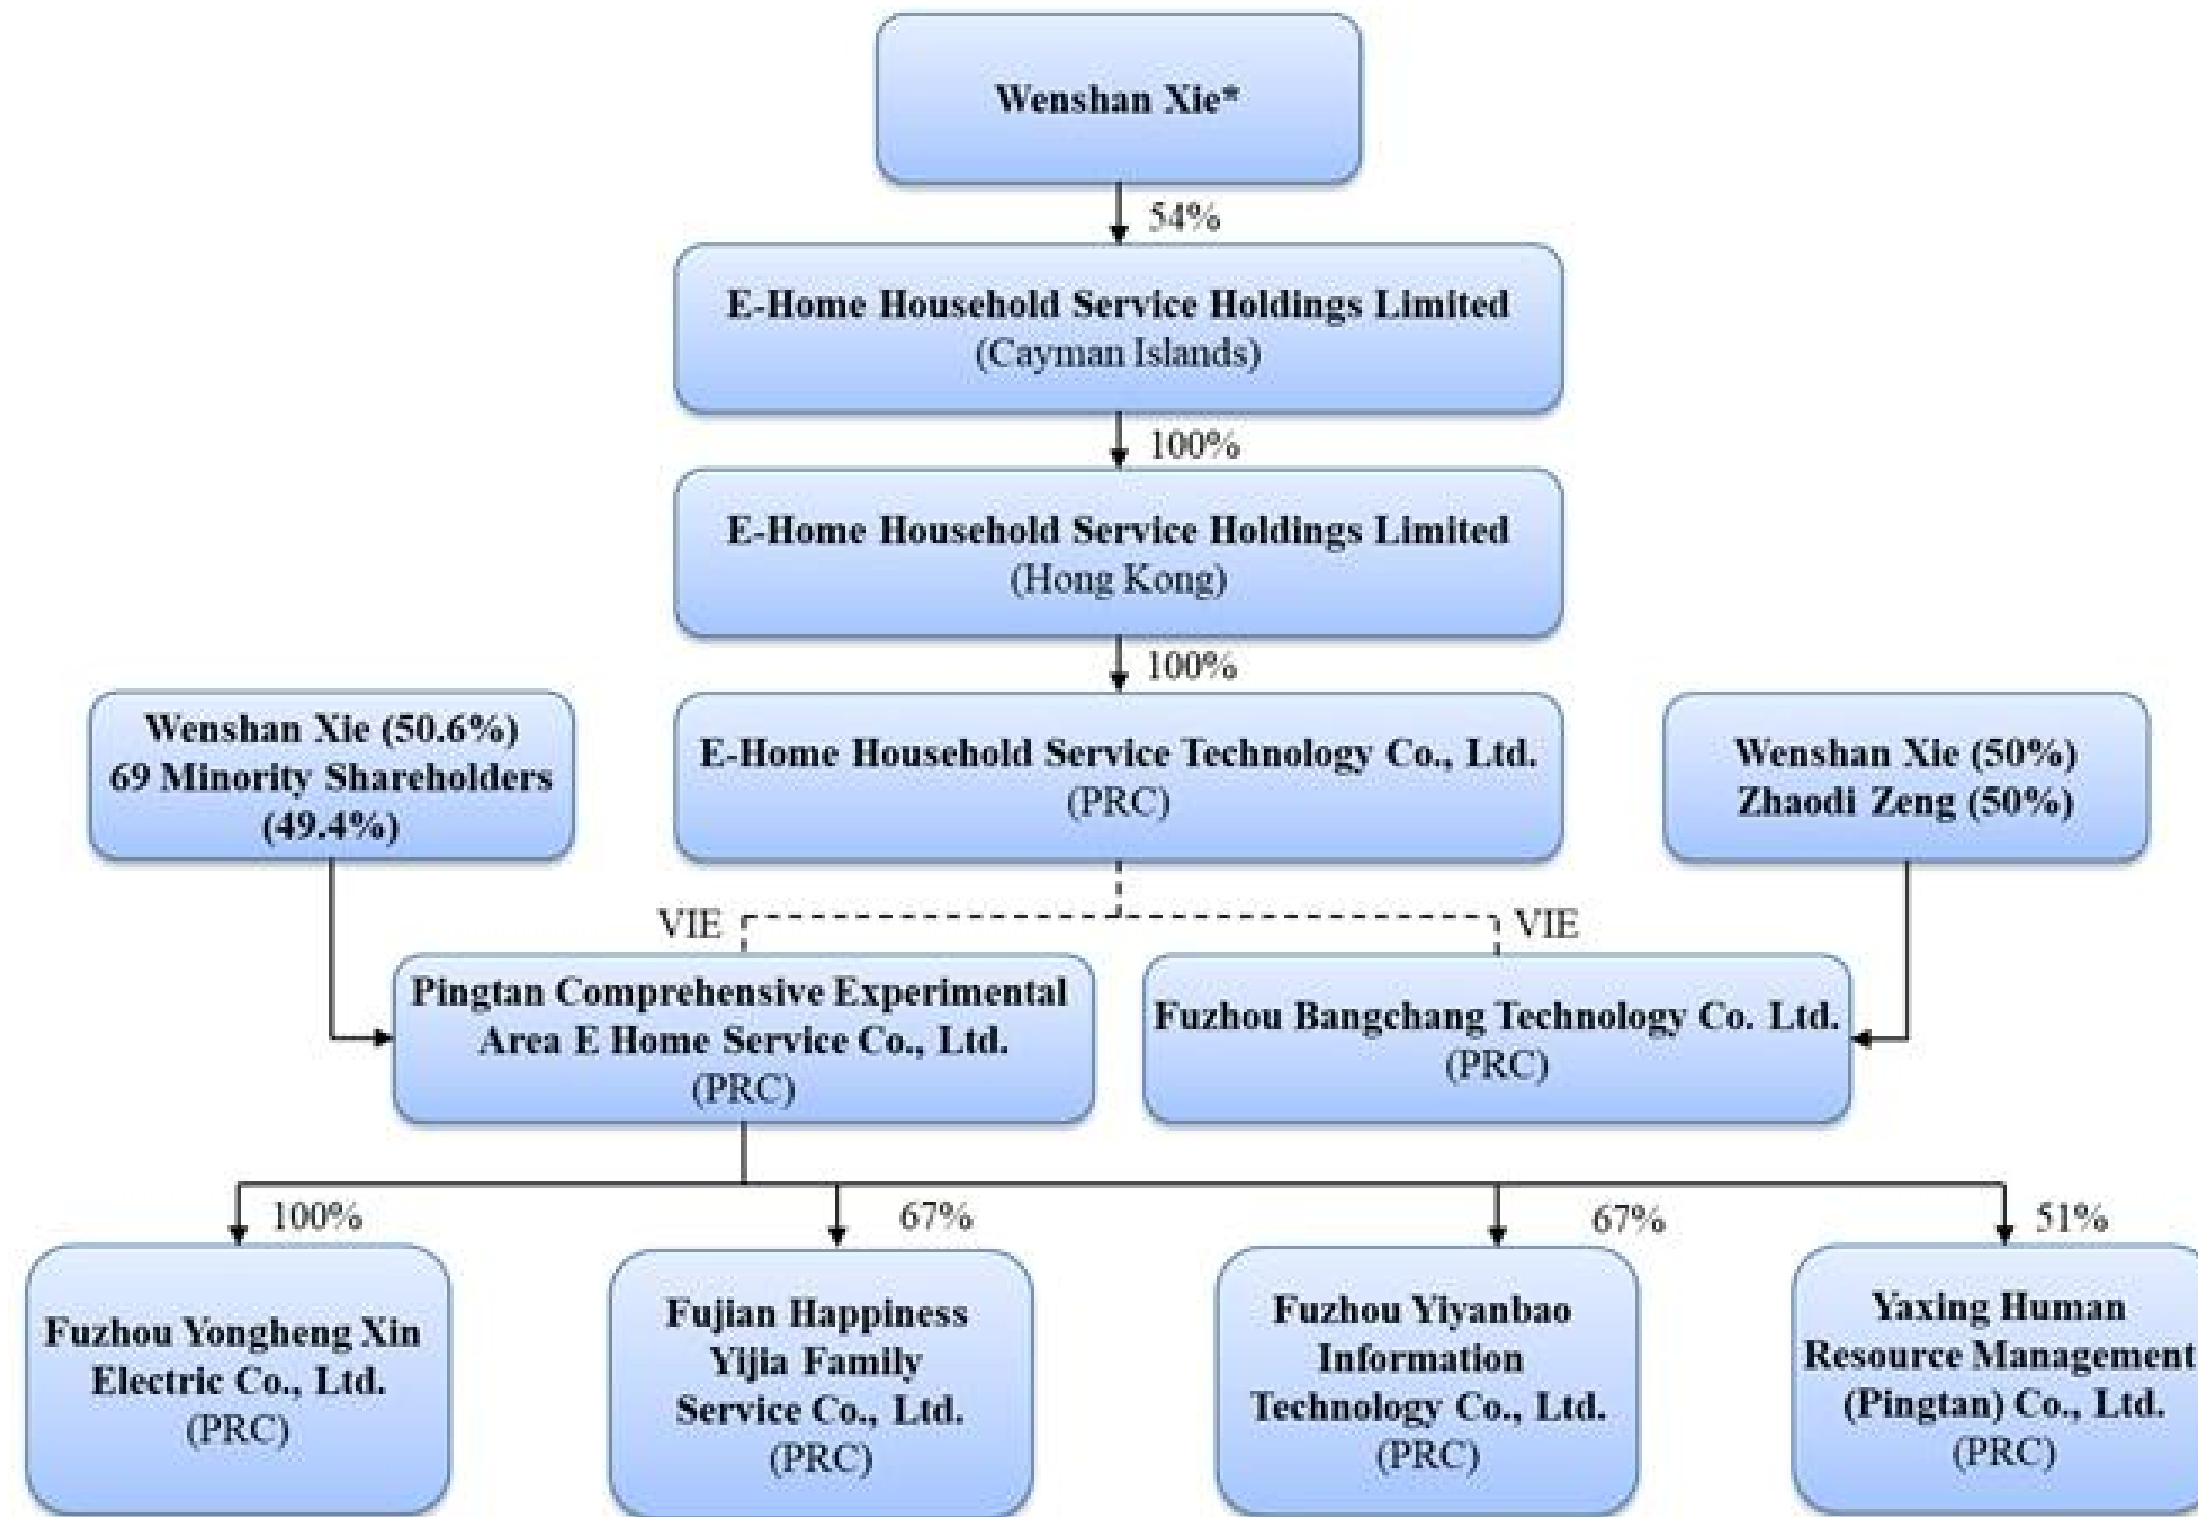 Wenshan Xie*
54%
E-Home Household Service Holdings Limited
(Cayman Islands)
100%
E-Home Household Service Holdings Limited
(Hong Kong)
100%
Wenshan Xie (50.6%)
69 Minority Shareholders
(49.4%)
E-Home Household Service Technology Co., Ltd.
(PRC)
Wenshan Xie (50%)
Zhaodi Zeng (50%)
VIE
VIE
Pingtan Comprehensive Experimental
Area E Home Service Co., Ltd.
(PRC)
Fuzhou Bangchang Technology Co. Ltd.
(PRC)
100%
67%
67%
51%
Fuzhou Yongheng Xin
Electric Co., Ltd.
(PRC)
Fujian Happiness
Yijia Family
Service Co., Ltd.
(PRC)
Fuzhou Yiyanbao
Information
Technology Co., Ltd.
(PRC)
Yaxing Human
Resource Management
(Pingtan) Co., Ltd.
(PRC)